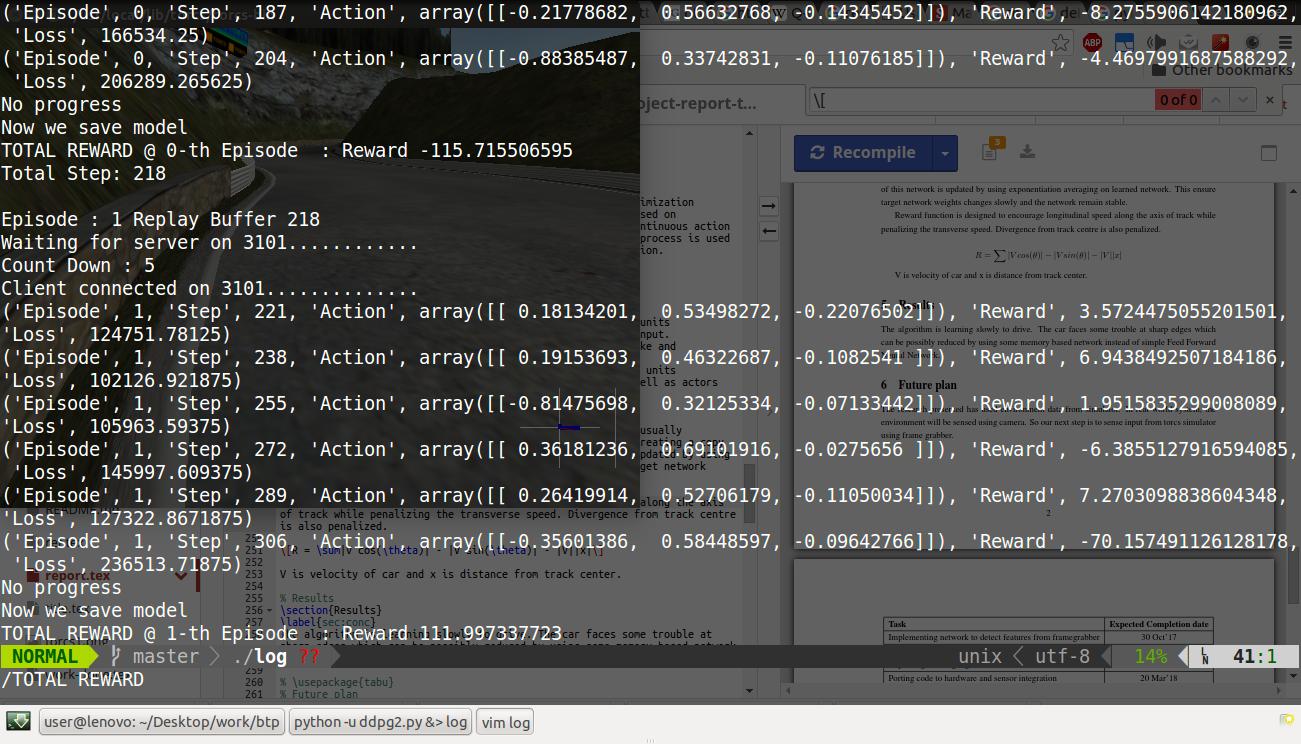 ('Episode', 0, 'Step', 187, 'Action', array([[-0.21778682,  0.56632768, -0.14345452]]), 'Reward', -8.2755906142180962,
'Loss', 166534.25)
('Episode', 0, 'Step', 204, 'Action', array([[-0.88385487,  0.33742831, -0.11076185]]), 'Reward', -4.4697991687588292,
'Loss', 206289.265625)
No progress
Now we save model
TOTAL REWARD @ 0-th Episode  : Reward -115.715506595
Total Step: 218
Episode : 1 Replay Buffer 218
Waiting for server on 3101............
Count Down : 5
Client connected on 3101..............
('Episode', 1, 'Step', 221, 'Action', array([[ 0.18134201,  0.53498272, -0.22076502]]), 'Reward', 3.5724475055201501,
'Loss', 124751.78125)
('Episode', 1, 'Step', 238, 'Action', array([[ 0.19153693,  0.46322687, -0.1082541 ]]), 'Reward', 6.9438492507184186,
'Loss', 102126.921875)
('Episode', 1, 'Step', 255, 'Action', array([[-0.81475698,  0.32125334, -0.07133442]]), 'Reward', 1.9515835299008089,
'Loss', 105963.59375)
('Episode', 1, 'Step', 272, 'Action', array([[ 0.36181236,  0.69101916, -0.0275656 ]]), 'Reward', -6.3855127916594085,
'Loss', 145997.609375)
('Episode', 1, 'Step', 289, 'Action', array([[ 0.26419914,  0.52706179, -0.11050034]]), 'Reward', 7.2703098838604348,
'Loss', 127322.8671875)
('Episode', 1, 'Step', 306, 'Action', array([[-0.35601386,  0.58448597, -0.09642766]]), 'Reward', -70.157491126128178,
'Loss', 236513.71875)
No progress
Now we save model
TOTAL REWARD @ 1-th Episode  : Reward 111.997337723
NORMAL master ./log ?? unix utf-8 14% LN 41:1
/TOTAL REWARD
user@lenovo: ~/Desktop/work/btp
python -u ddpg2.py &> log
vim log
ABP
Other bookmarks
oject-report-t...
\[
0 of 0
Recompile
3
of this network is updated by using exponentiation averaging on learned network. This ensure
target network weights changes slowly and the network remain stable.
Reward function is designed to encourage longitudinal speed along the axis of track while
penalizing the transverse speed. Divergence from track centre is also penalized.
R = ∑ |V cos(θ)| − |V sin(θ)| − |V||x|
V is velocity of car and x is distance from track center.
The algorithm is learning slowly to drive. The car faces some trouble at sharp edges which
can be possibly reduced by using some memory based network instead of simple Feed Forward
6 Future plan
environment will be sensed using camera. So our next step is to sense input from torcs simulator
using frame grabber.
2
Task Expected Completion date
Implementing network to detect features from framegrabber 30 Oct'17
Porting code to hardware and sensor integration 20 Mar'18
of track while penalizing the transverse speed. Divergence from track centre
is also penalized.
251 \[R = \sum|V cos(\theta)| - |V sin(\theta)| - |V||x|\]
253 V is velocity of car and x is distance from track center.
254
255 % Results
256 \section{Results}
257 \label{sec:conc}
260 % \usepackage{tabu}
261 % Future plan
report.tex